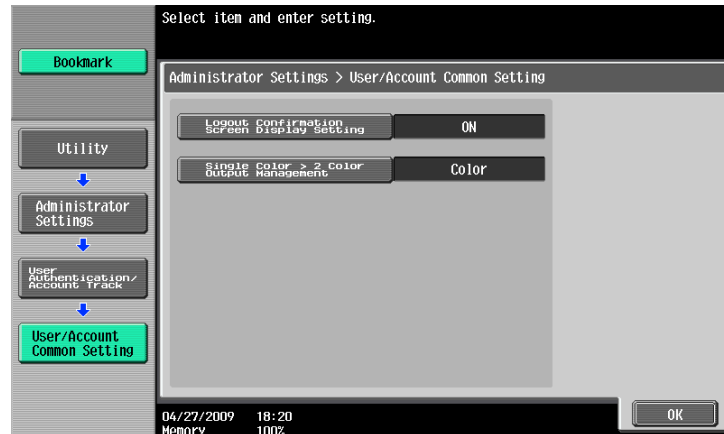 Select item and enter setting.
Bookmark
Administrator Settings > User/Account Common Setting
Logout Confirmation
Screen Display Setting
ON
Single Color > 2 Color
Output Management
Color
Utility
Administrator
Settings
User
Authentication/
Account Track
User/Account
Common Setting
04/27/2009 18:20
Memory 100%
OK